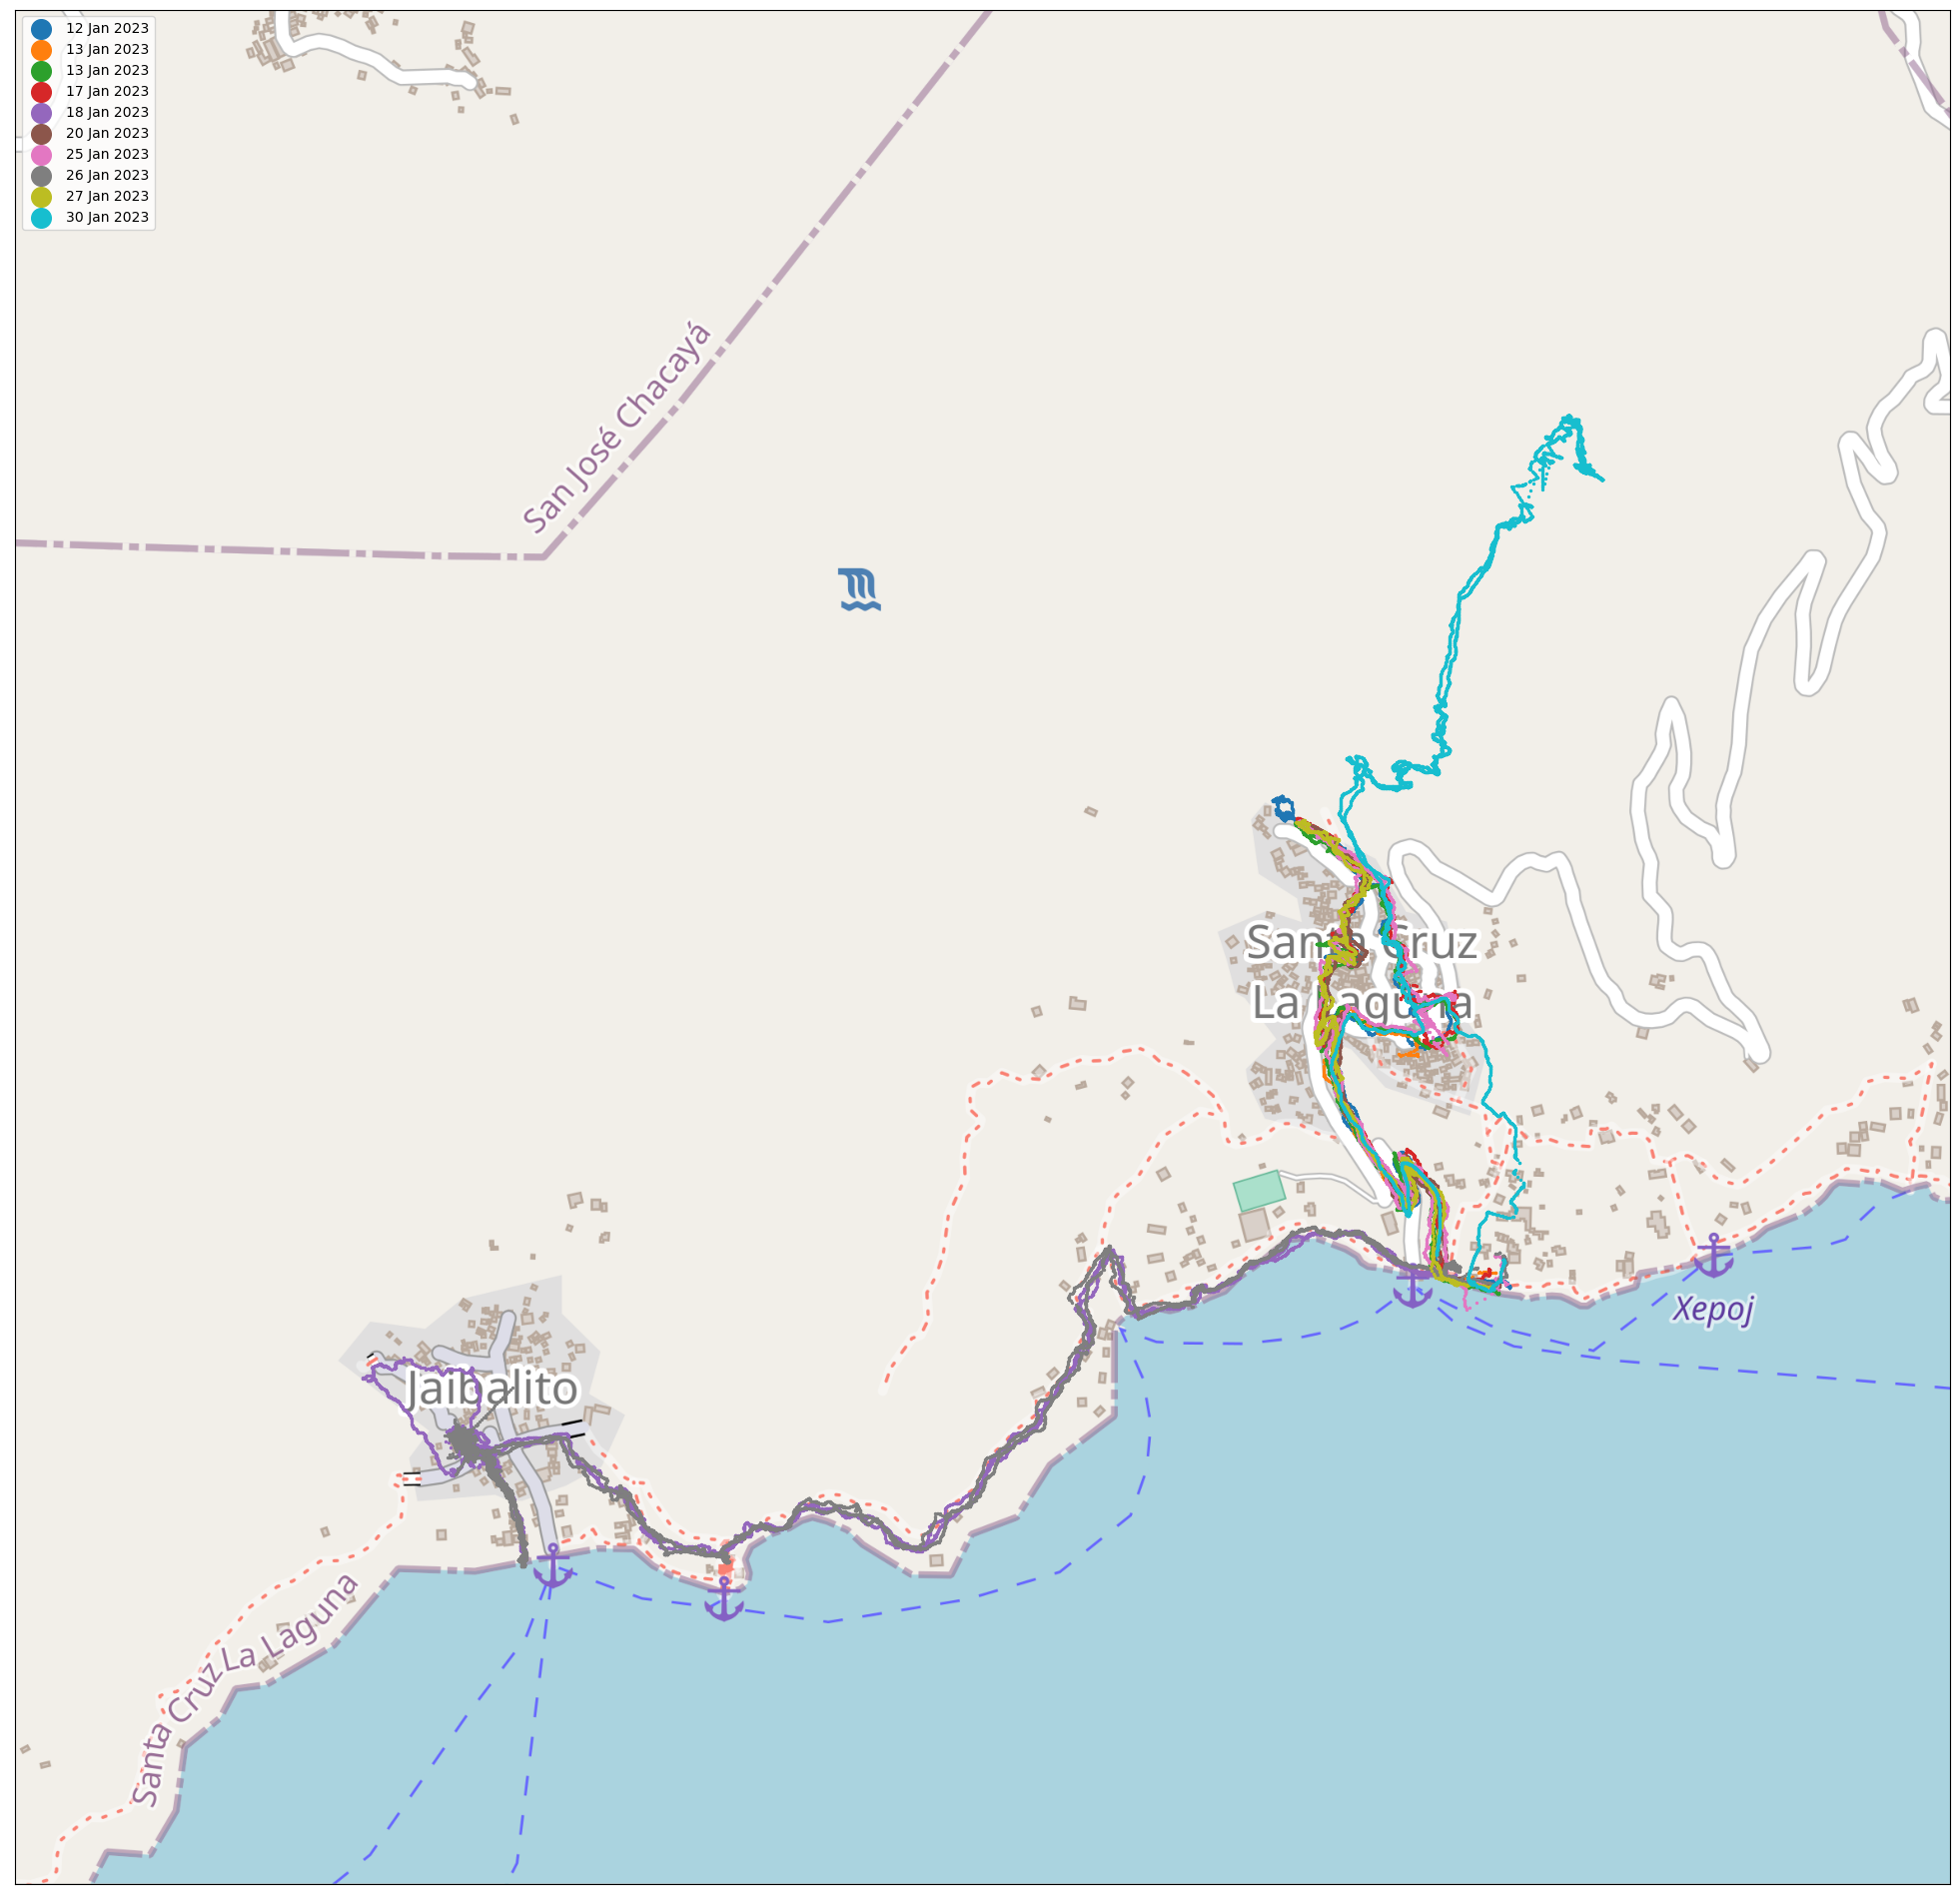 12 Jan 2023
13 Jan 2023
13 Jan 2023
17 Jan 2023
18 Jan 2023
20 Jan 2023
25 Jan 2023
26 Jan 2023
27 Jan 2023
30 Jan 2023
San José Chacayá
Santa Cruz
La Laguna
Xepoj
Jaibalito
Santa Cruz La Laguna